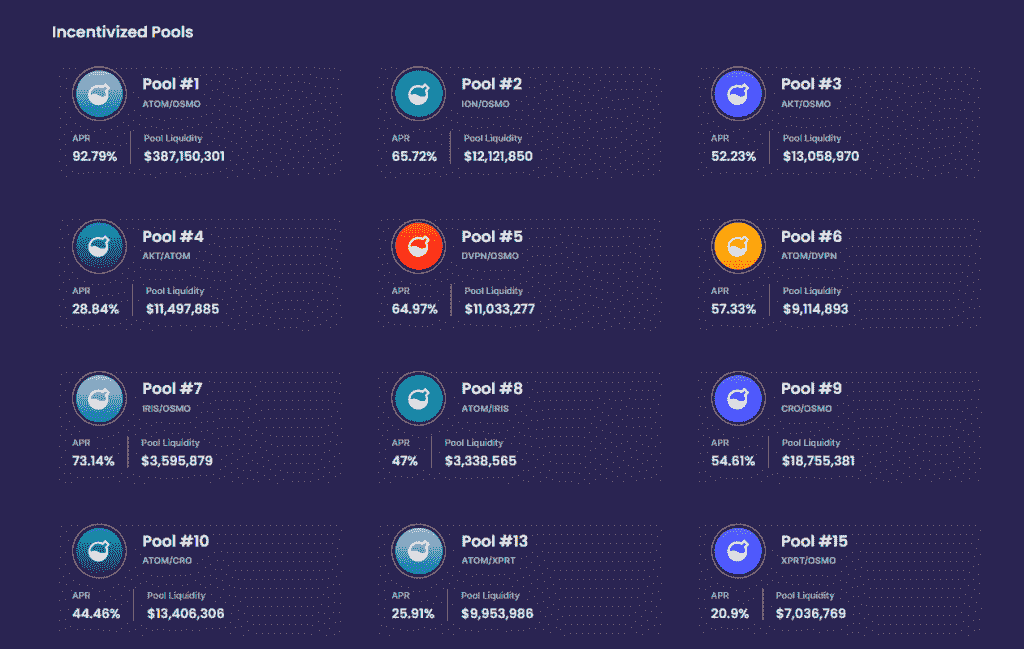 Incentivized Pools
Pool #1
ATOM/OSMO
APR
Pool Liquidity
92.79%
$387,150,301
Pool #2
ION/OSMO
APR
Pool Liquidity
65.72%
$12,121,850
Pool #3
AKT/OSMO
APR
Pool Liquidity
52.23%
$13,058,970
Pool #4
AKT/ATOM
APR
Pool Liquidity
28.84%
$11,497,885
Pool #5
DVPN/OSMO
APR
Pool Liquidity
64.97%
$11,033,277
Pool #6
ATOM/DVPN
APR
Pool Liquidity
57.33%
$9,114,893
Pool #7
IRIS/OSMO
APR
Pool Liquidity
73.14%
$3,595,879
Pool #8
ATOM/IRIS
APR
Pool Liquidity
47%
$3,338,565
Pool #9
CRO/OSMO
APR
Pool Liquidity
54.61%
$18,755,381
Pool #10
ATOM/CRO
APR
Pool Liquidity
44.46%
$13,406,306
Pool #13
ATOM/XPRT
APR
Pool Liquidity
25.91%
$9,953,986
Pool #15
XPRT/OSMO
APR
Pool Liquidity
20.9%
$7,036,769